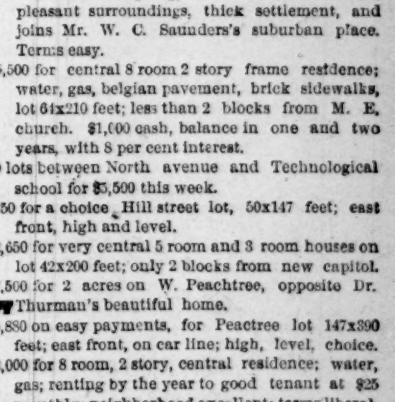 pleasant surroundings, thick settlement, and
joins Mr. W. C. Saunders's suburban place.
Terms easy.
,500 for central 8 room 2 story frame residence;
water, gas, belgian pavement, brick sidewalks,
lot 61x210 feet; less than 2 blocks from M. E.
church. $1,000 cash, balance in one and two
years, with 8 per cent interest.
lots between North avenue and Technological
school for $5,500 this week.
50 for a choice Hill street lot, 50x147 feet; east
front, high and level.
,650 for very central 5 room and 3 room houses on
lot 42x200 feet; only 2 blocks from new capitol.
,500 for 2 acres on W. Peachtree, opposite Dr.
Thurman's beautiful home.
,880 on easy payments, for Peactree lot 147x390
feet; east front, on car line; high, level, choice.
,000 for 8 room, 2 story, central residence; water,
gas; renting by the year to good tenant at $25